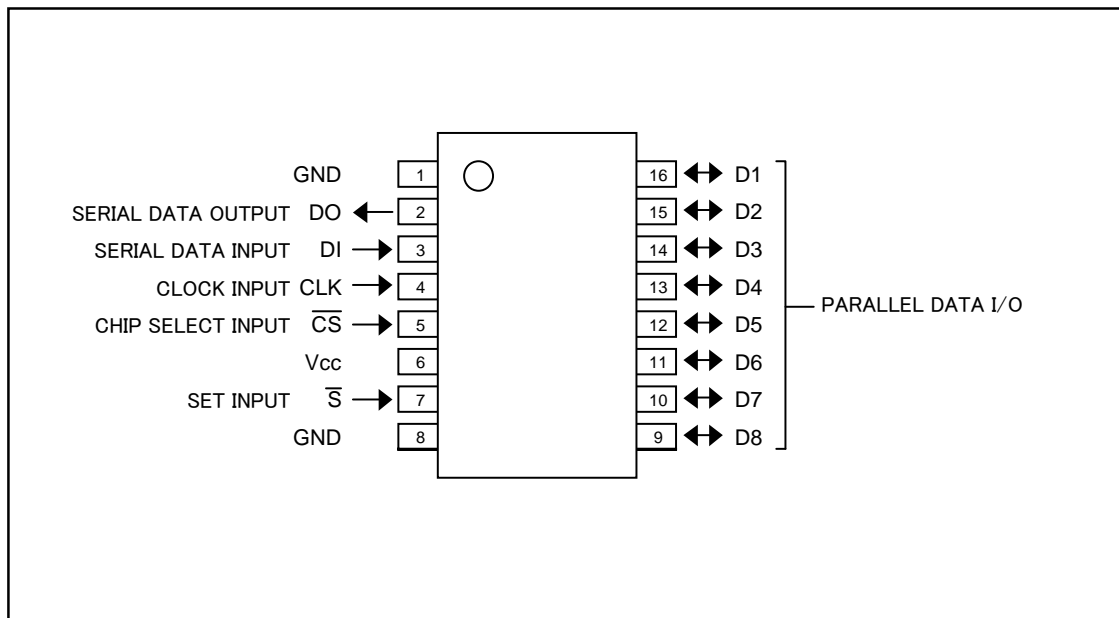 GND 1 16 D1
SERIAL DATA OUTPUT DO 2 15 D2
SERIAL DATA INPUT DI 3 14 D3
CLOCK INPUT CLK 4 13 D4
CHIP SELECT INPUT C̅S̅ 5 12 D5
PARALLEL DATA I/O
Vcc 6 11 D6
SET INPUT S̅ 7 10 D7
GND 8 9 D8